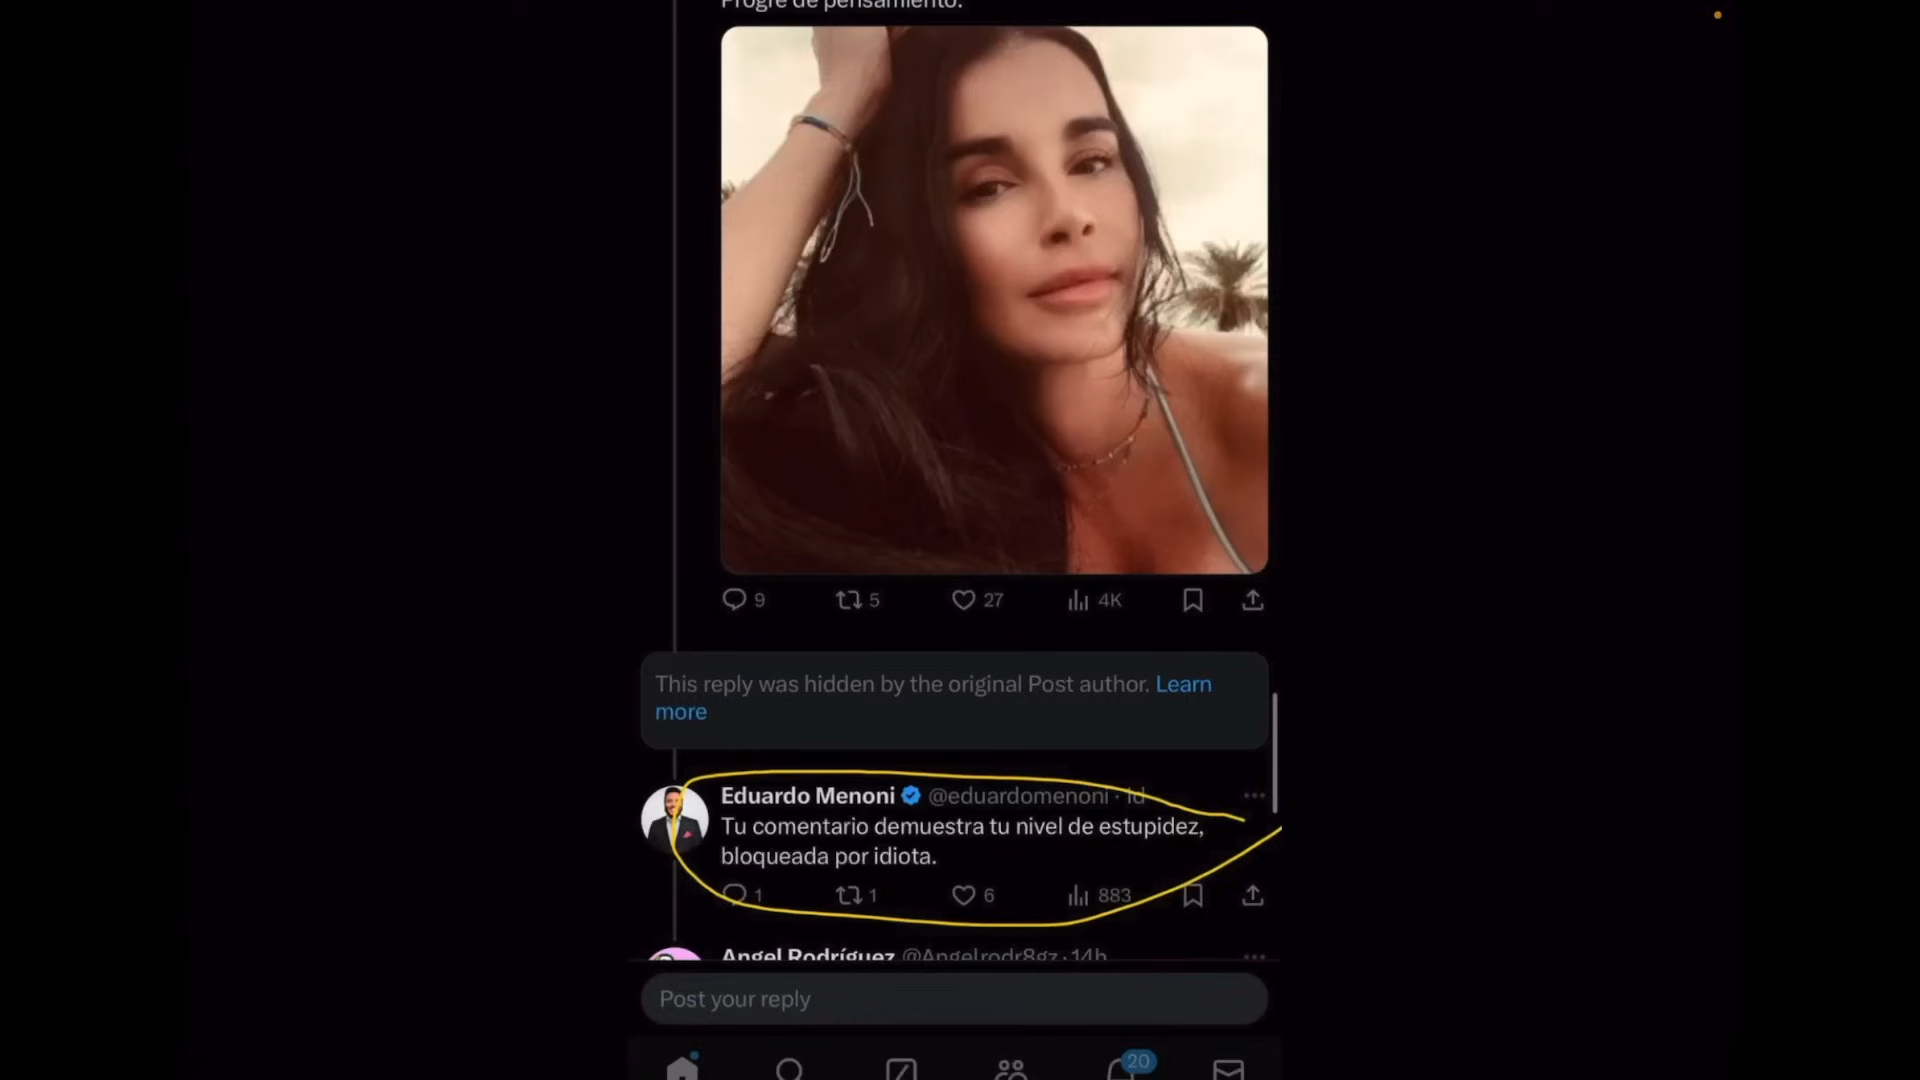 Progre de pensamiento.
9 5 27 4K
This reply was hidden by the original Post author. Learn
more
Eduardo Menoni @eduardomenoni · 1d
Tu comentario demuestra tu nivel de estupidez,
bloqueada por idiota.
1 1 6 883
Angel Rodríguez @Angelrodr8gz · 14h
Post your reply
20